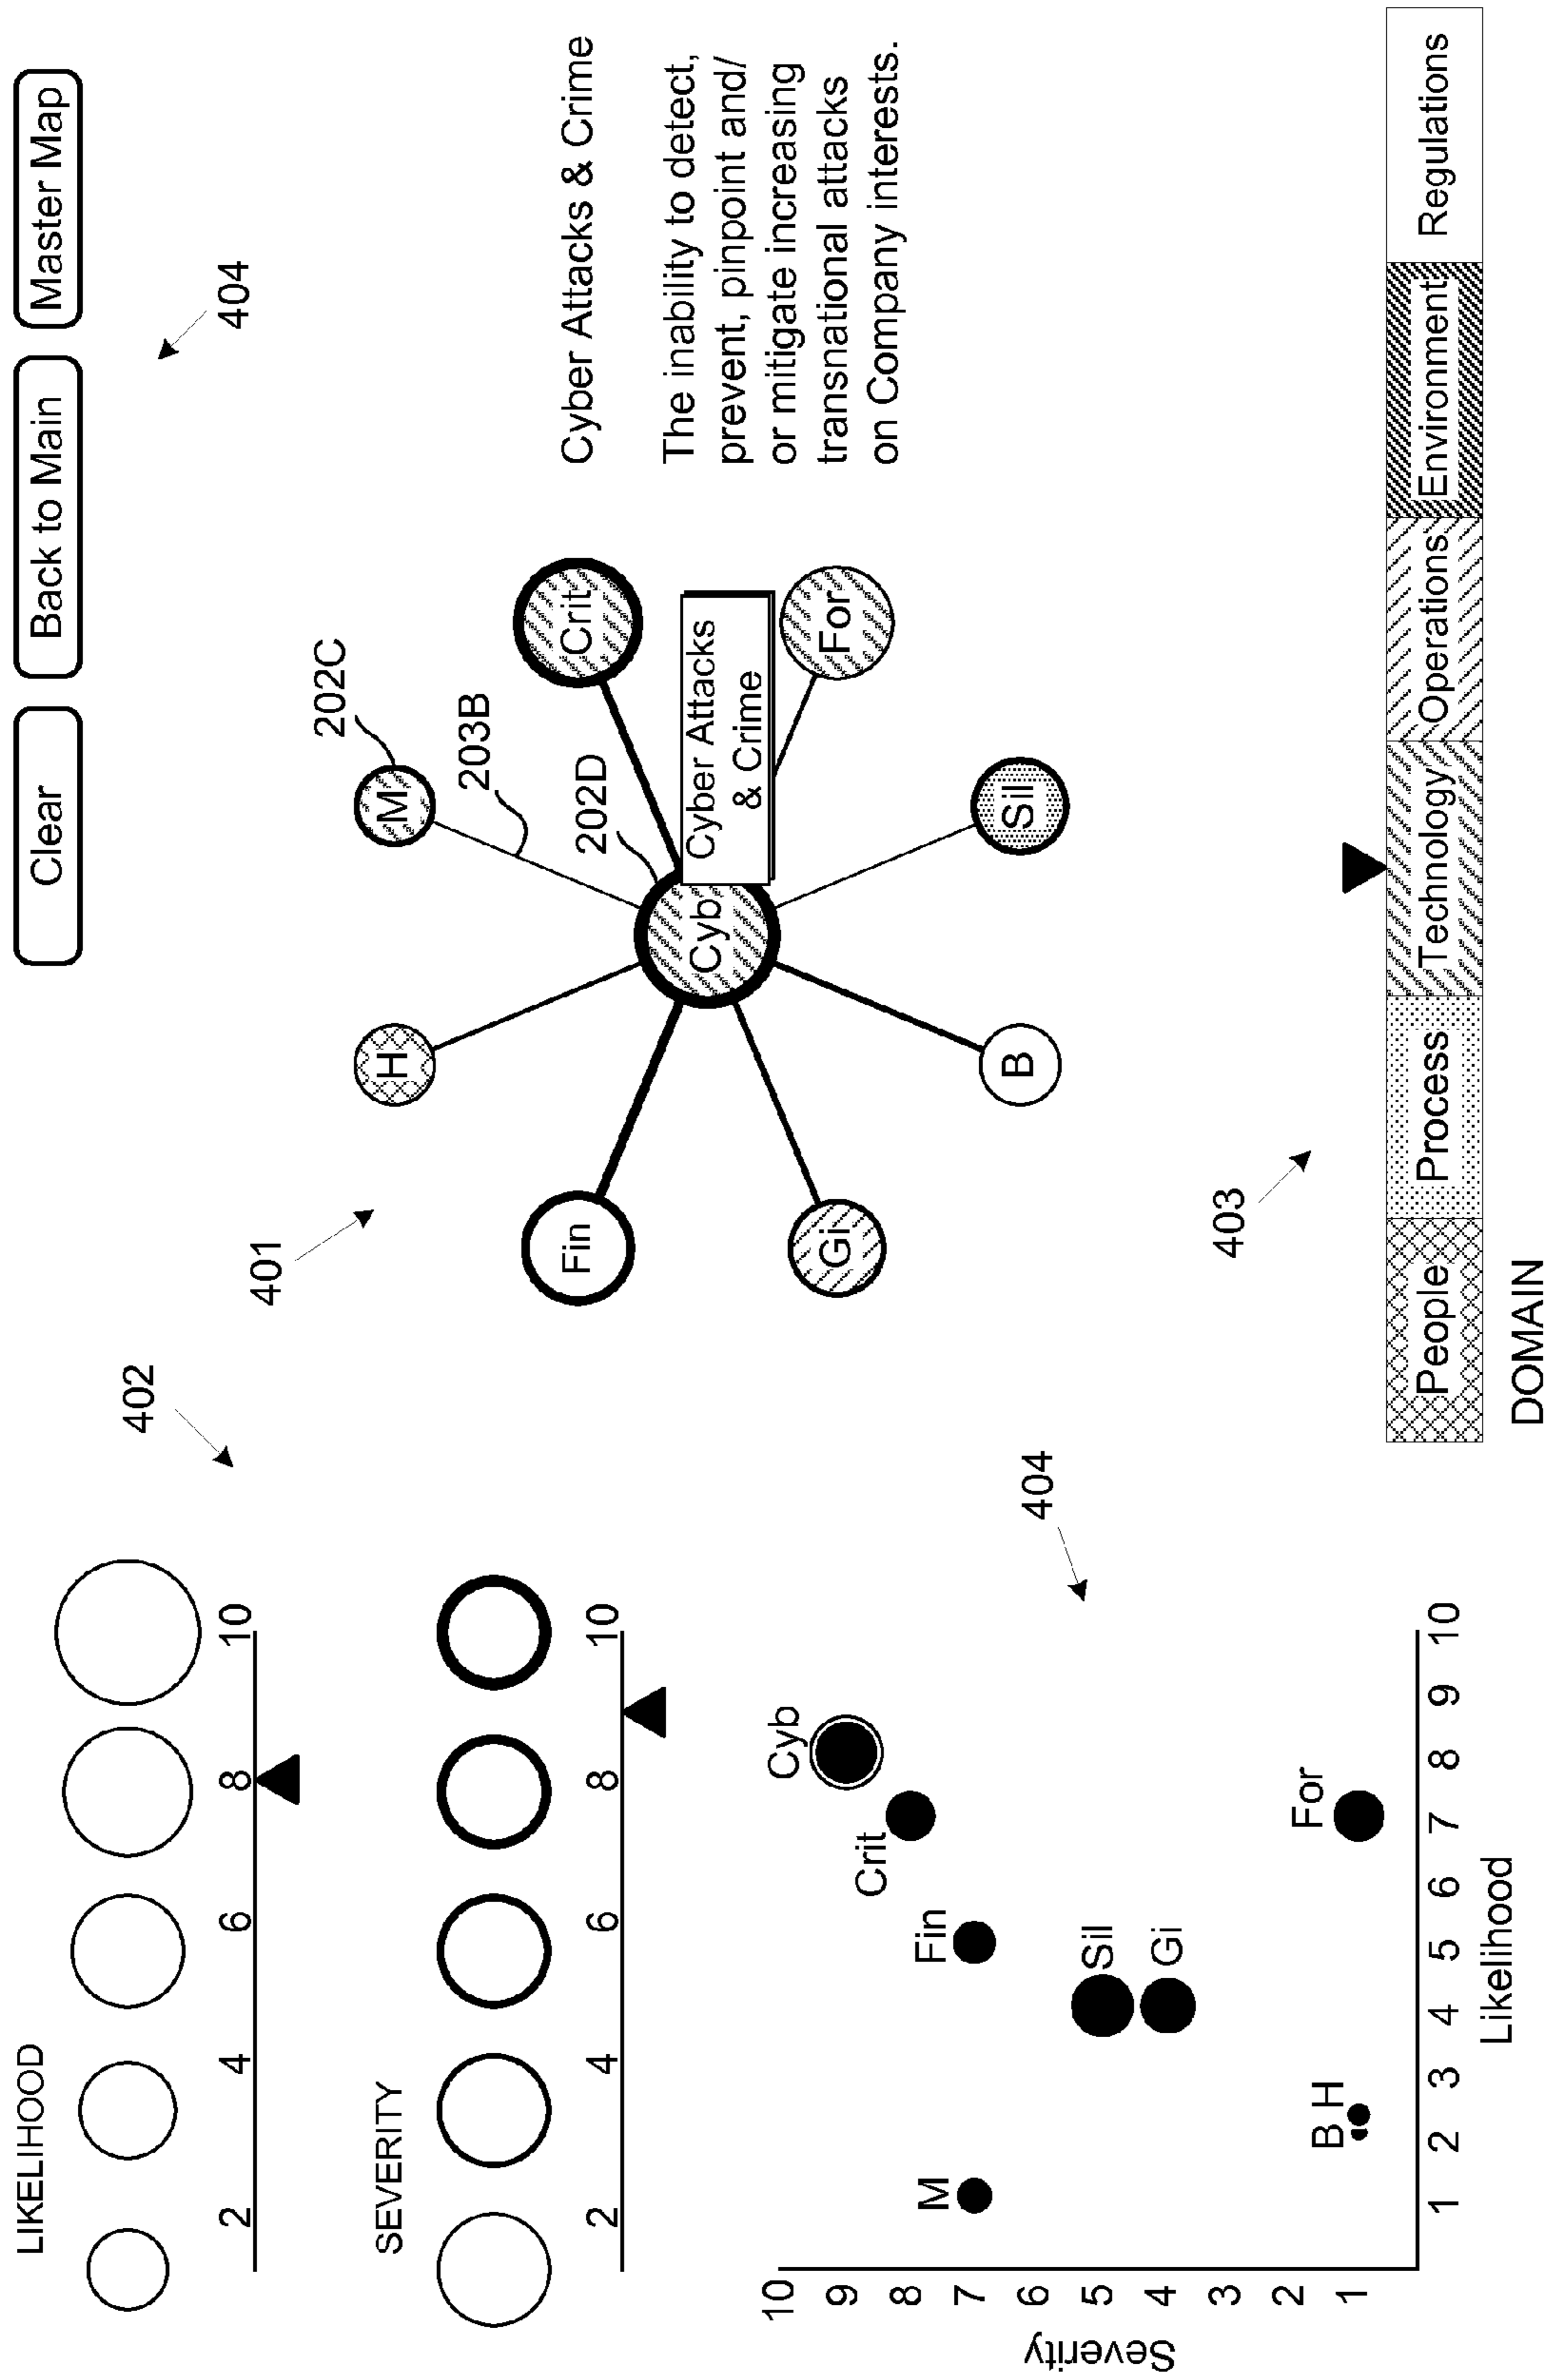 LIKELIHOOD
2 4 6 8 10
SEVERITY
2 4 6 8 10
402
Clear
Back to Main
Master Map
404
401
H
M
202C
203B
202D
Fin
Crit
Cyb
Cyber Attacks
& Crime
Gi
For
B
Sil
Cyber Attacks & Crime
The inability to detect,
prevent, pinpoint and/
or mitigate increasing
transnational attacks
on Company interests.
404
Severity
10
9
8
7
6
5
4
3
2
1
Cyb
Crit
Fin
M
Sil
Gi
For
B H
1 2 3 4 5 6 7 8 9 10
Likelihood
403
People Process Technology Operations Environment Regulations
DOMAIN